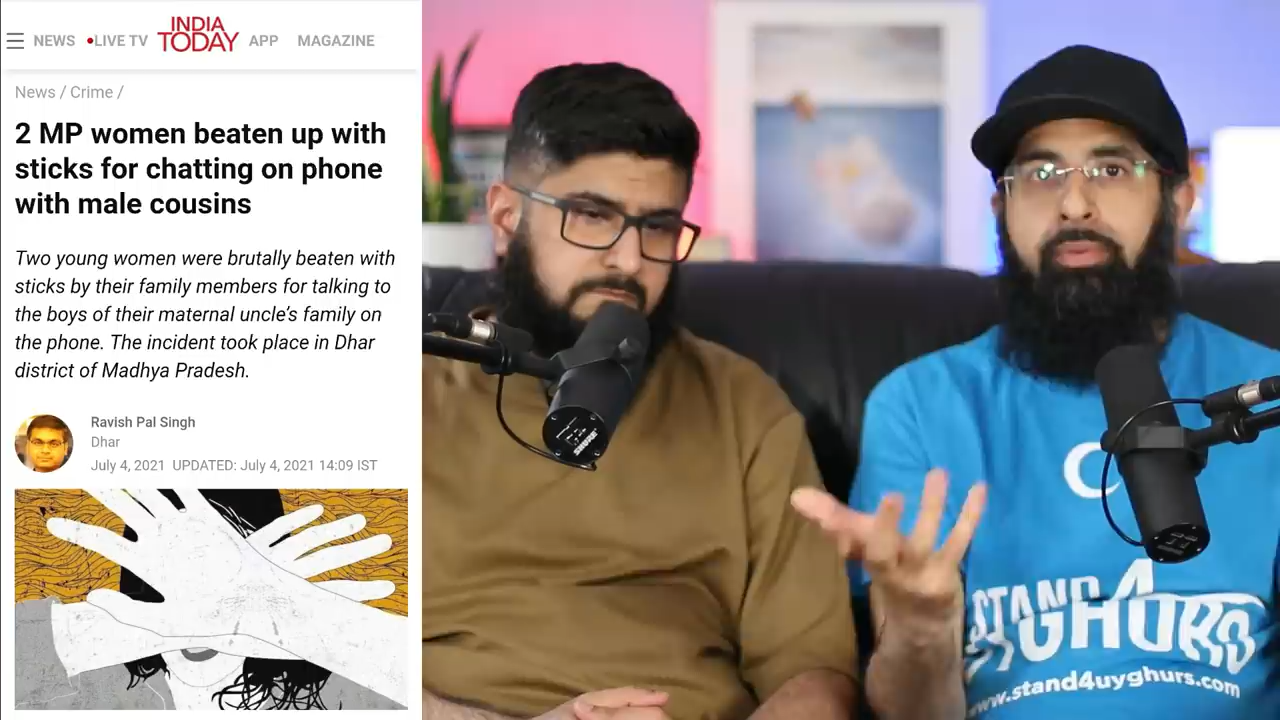 NEWS •LIVE TV INDIA TODAY APP MAGAZINE
News / Crime /
2 MP women beaten up with
sticks for chatting on phone
with male cousins
Two young women were brutally beaten with
sticks by their family members for talking to
the boys of their maternal uncle's family on
the phone. The incident took place in Dhar
district of Madhya Pradesh.
Ravish Pal Singh
Dhar
July 4, 2021 UPDATED: July 4, 2021 14:09 IST
SHURE
www.stand4uyghurs.com